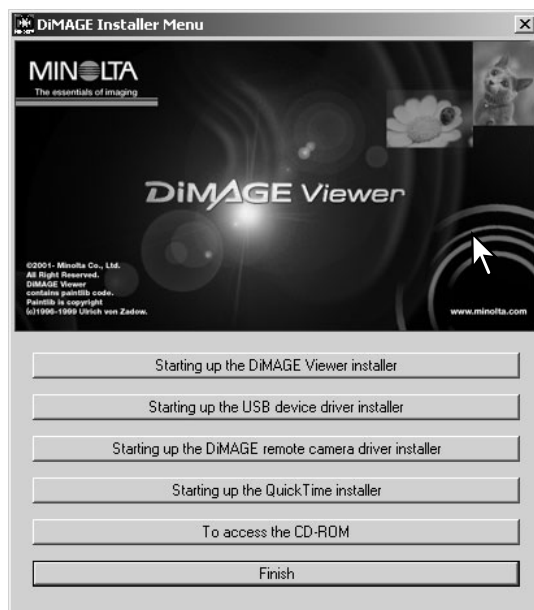 DiMAGE Installer Menu
MINOLTA
The essentials of imaging
DiMAGE Viewer
©2001- Minolta Co., Ltd.
All Right Reserved.
DiMAGE Viewer
contains paintlib code.
Paintlib is copyright
(c)1996-1999 Ulrich von Zadow.
www.minolta.com
Starting up the DiMAGE Viewer installer
Starting up the USB device driver installer
Starting up the DiMAGE remote camera driver installer
Starting up the QuickTime installer
To access the CD-ROM
Finish